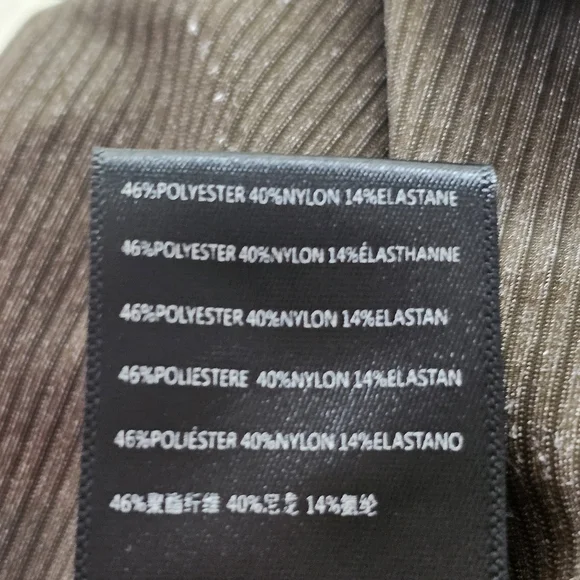 46%POLYESTER 40%NYLON 14%ELASTANE
46%POLYESTER 40%NYLON 14%ÉLASTHANNE
46%POLYESTER 40%NYLON 14%ELASTAN
46%POLIESTERE 40%NYLON 14%ELASTAN
46%POLIÉSTER 40%NYLON 14%ELASTANO
46%聚酯纤维 40%尼龙 14%氨纶